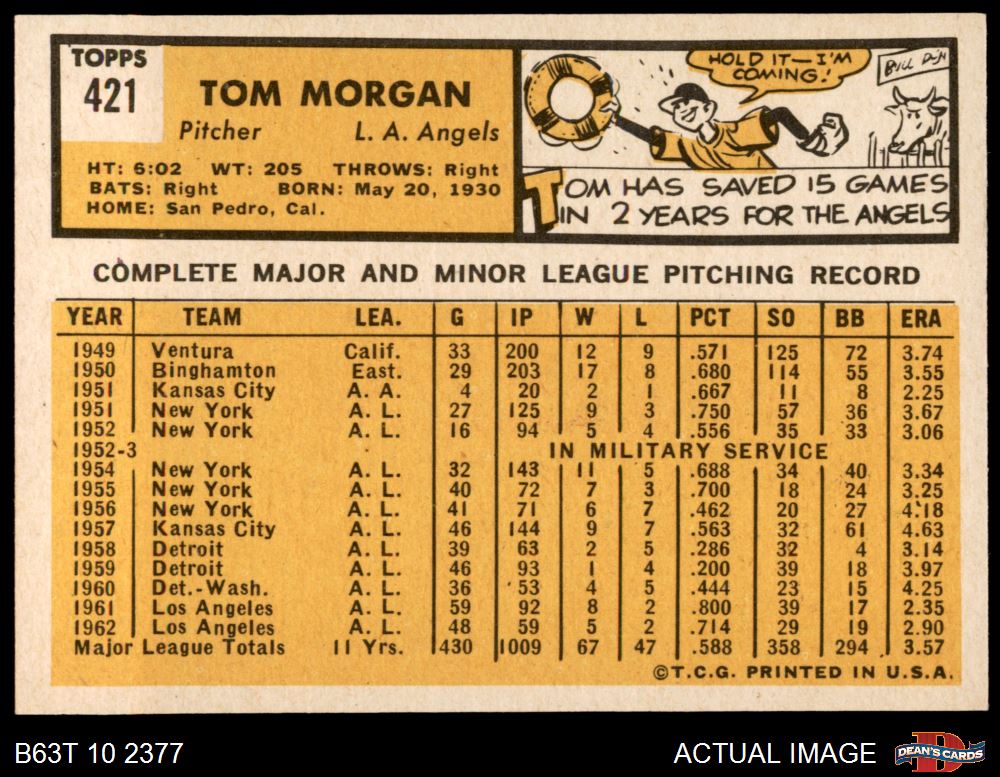 TOPPS
421
TOM MORGAN
Pitcher L. A. Angels
HT: 6:02 WT: 205 THROWS: Right
BATS: Right BORN: May 20, 1930
HOME: San Pedro, Cal.
HOLD IT—I'M
COMING!
BULL
TOM HAS SAVED 15 GAMES
IN 2 YEARS FOR THE ANGELS
COMPLETE MAJOR AND MINOR LEAGUE PITCHING RECORD
YEAR TEAM LEA. G IP W L PCT SO BB ERA
1949 Ventura Calif. 33 200 12 9 .571 125 72 3.74
1950 Binghamton East. 29 203 17 8 .680 114 55 3.55
1951 Kansas City A. A. 4 20 2 1 .667 11 8 2.25
1951 New York A. L. 27 125 9 3 .750 57 36 3.67
1952 New York A. L. 16 94 5 4 .556 35 33 3.06
1952-3 IN MILITARY SERVICE
1954 New York A. L. 32 143 11 5 .688 34 40 3.34
1955 New York A. L. 40 72 7 3 .700 18 24 3.25
1956 New York A. L. 41 71 6 7 .462 20 27 4.18
1957 Kansas City A. L. 46 144 9 7 .563 32 61 4.63
1958 Detroit A. L. 39 63 2 5 .286 32 4 3.14
1959 Detroit A. L. 46 93 1 4 .200 39 18 3.97
1960 Det.-Wash. A. L. 36 53 4 5 .444 23 15 4.25
1961 Los Angeles A. L. 59 92 8 2 .800 39 17 2.35
1962 Los Angeles A. L. 48 59 5 2 .714 29 19 2.90
Major League Totals 11 Yrs. 430 1009 67 47 .588 358 294 3.57
©T.C.G. PRINTED IN U.S.A.
B63T 10 2377
ACTUAL IMAGE
DEAN'S CARDS